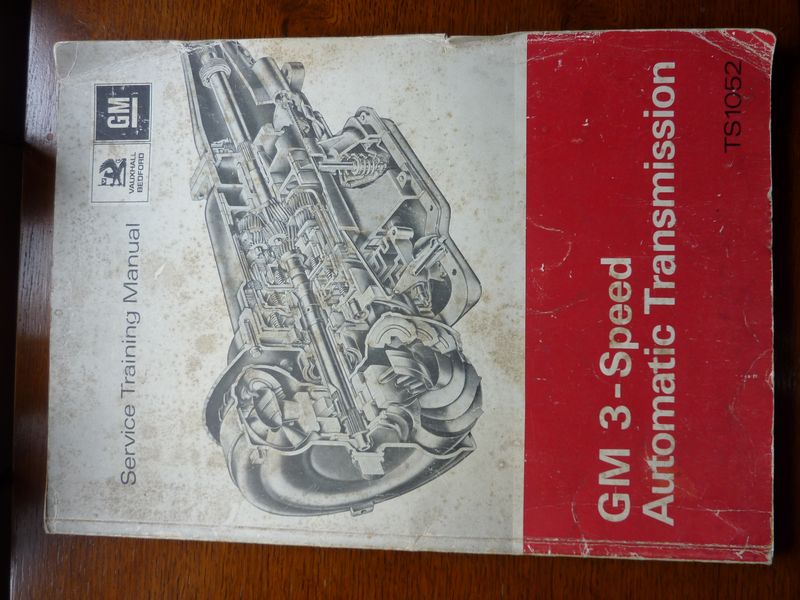 Service Training Manual
VAUXHALL
BEDFORD
GM
GM 3-Speed
Automatic Transmission
TS1052